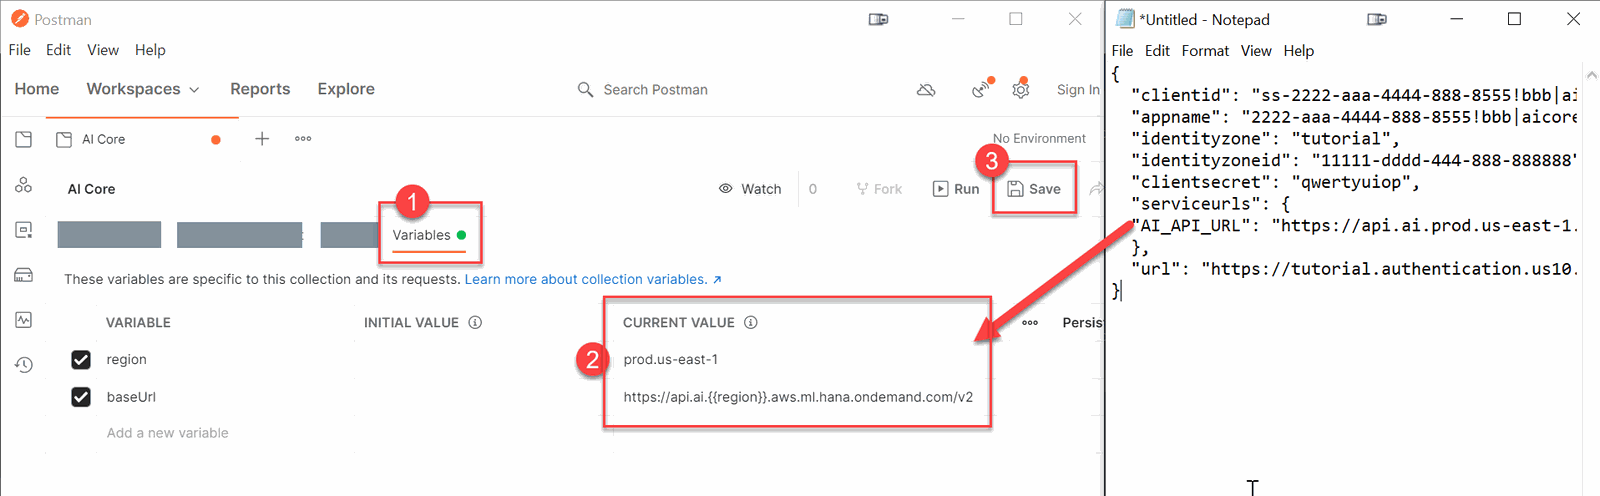 Postman
File Edit View Help
Home Workspaces Reports Explore Search Postman Sign In
AI Core
No Environment
3
AI Core Watch 0 Fork Run Save
1
Variables
These variables are specific to this collection and its requests. Learn more about collection variables. ↗
VARIABLE INITIAL VALUE CURRENT VALUE Persis
2
region prod.us-east-1
baseUrl https://api.ai.{{region}}.aws.ml.hana.ondemand.com/v2
Add a new variable
*Untitled - Notepad
File Edit Format View Help
{
"clientid": "ss-2222-aaa-4444-888-8555!bbb|ai
"appname": "2222-aaa-4444-888-8555!bbb|aicore
"identityzone": "tutorial",
"identityzoneid": "11111-dddd-444-888-888888"
"clientsecret": "qwertyuiop",
"serviceurls": {
"AI_API_URL": "https://api.ai.prod.us-east-1.
},
"url": "https://tutorial.authentication.us10.
}